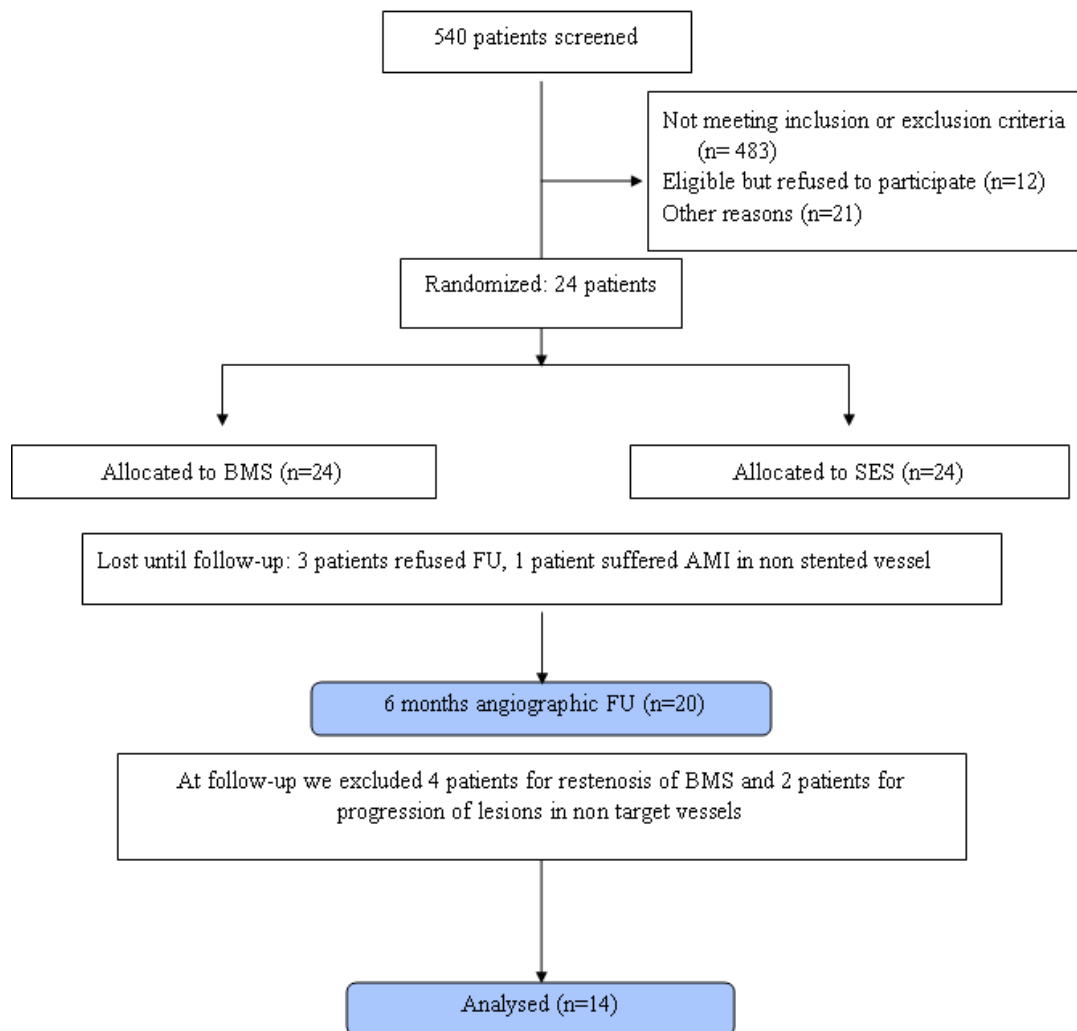 540 patients screened
Not meeting inclusion or exclusion criteria
(n= 483)
Eligible but refused to participate (n=12)
Other reasons (n=21)
Randomized: 24 patients
Allocated to BMS (n=24)
Allocated to SES (n=24)
Lost until follow-up: 3 patients refused FU, 1 patient suffered AMI in non stented vessel
6 months angiographic FU (n=20)
At follow-up we excluded 4 patients for restenosis of BMS and 2 patients for
progression of lesions in non target vessels
Analysed (n=14)